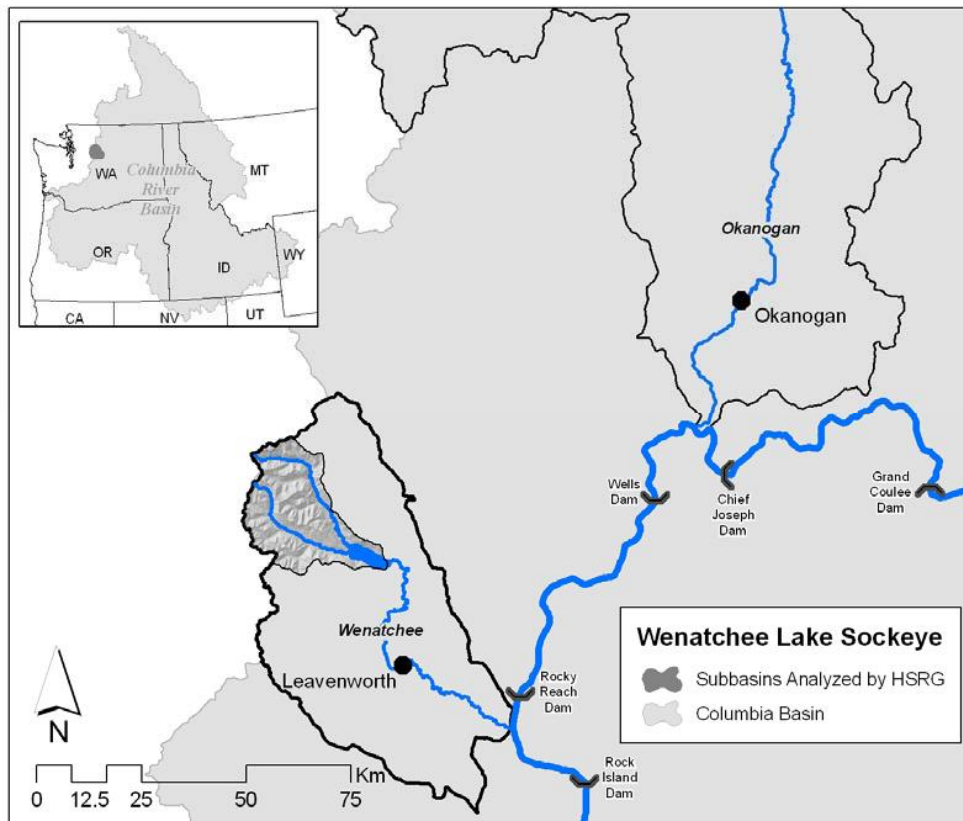 WA
Columbia
River
Basin
MT
OR
ID
WY
CA
NV
UT
Okanogan
Okanogan
Wells
Dam
Chief
Joseph
Dam
Grand
Coulee
Dam
Wenatchee
Leavenworth
Rocky
Reach
Dam
Rock
Island
Dam
Wenatchee Lake Sockeye
Subbasins Analyzed by HSRG
Columbia Basin
N
Km
0 12.5 25 50 75